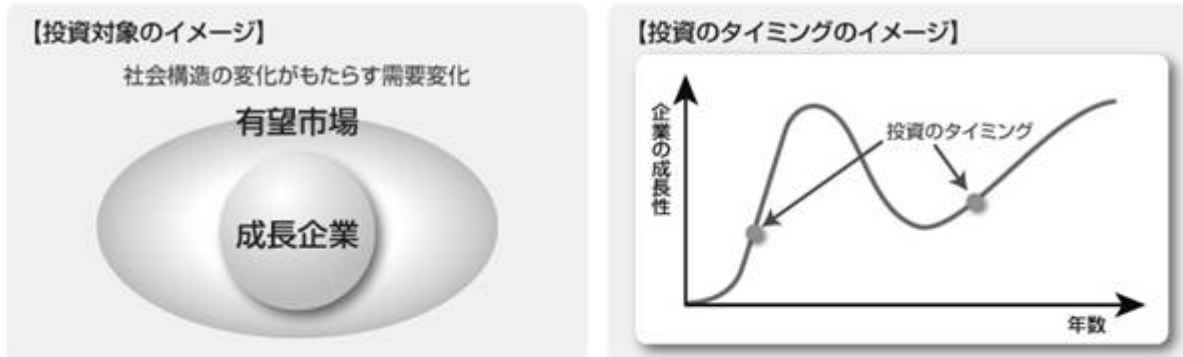 【投資対象のイメージ】
社会構造の変化がもたらす需要変化
有望市場
成長企業
【投資のタイミングのイメージ】
企業の成長性
投資のタイミング
年数